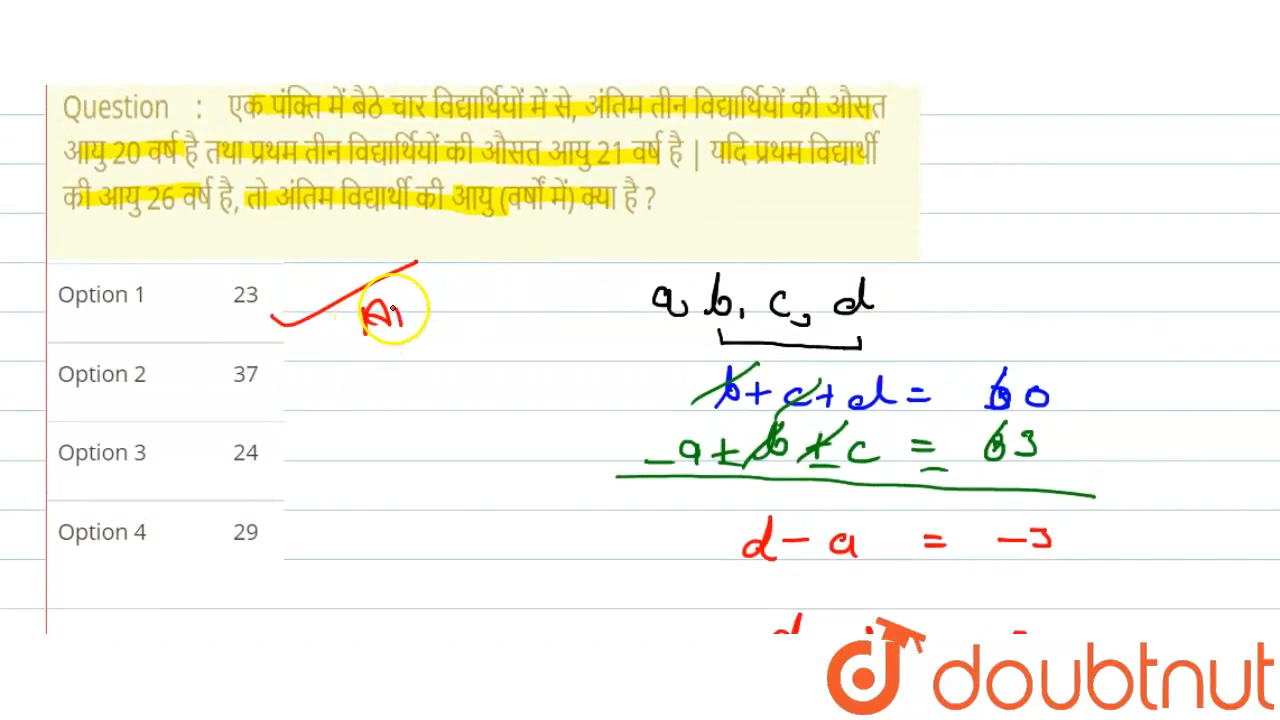 Question : एक पंक्ति में बैठे चार विद्यार्थियों में से, अंतिम तीन विद्यार्थियों की औसत
आयु 20 वर्ष है तथा प्रथम तीन विद्यार्थियों की औसत आयु 21 वर्ष है | यदि प्रथम विद्यार्थी
की आयु 26 वर्ष है, तो अंतिम विद्यार्थी की आयु (वर्षों में) क्या है ?
Option 1 23
Option 2 37
Option 3 24
Option 4 29
a, b, c, d
b + c + d = 60
a + b + c = 63
d - a = -3
doubtnut